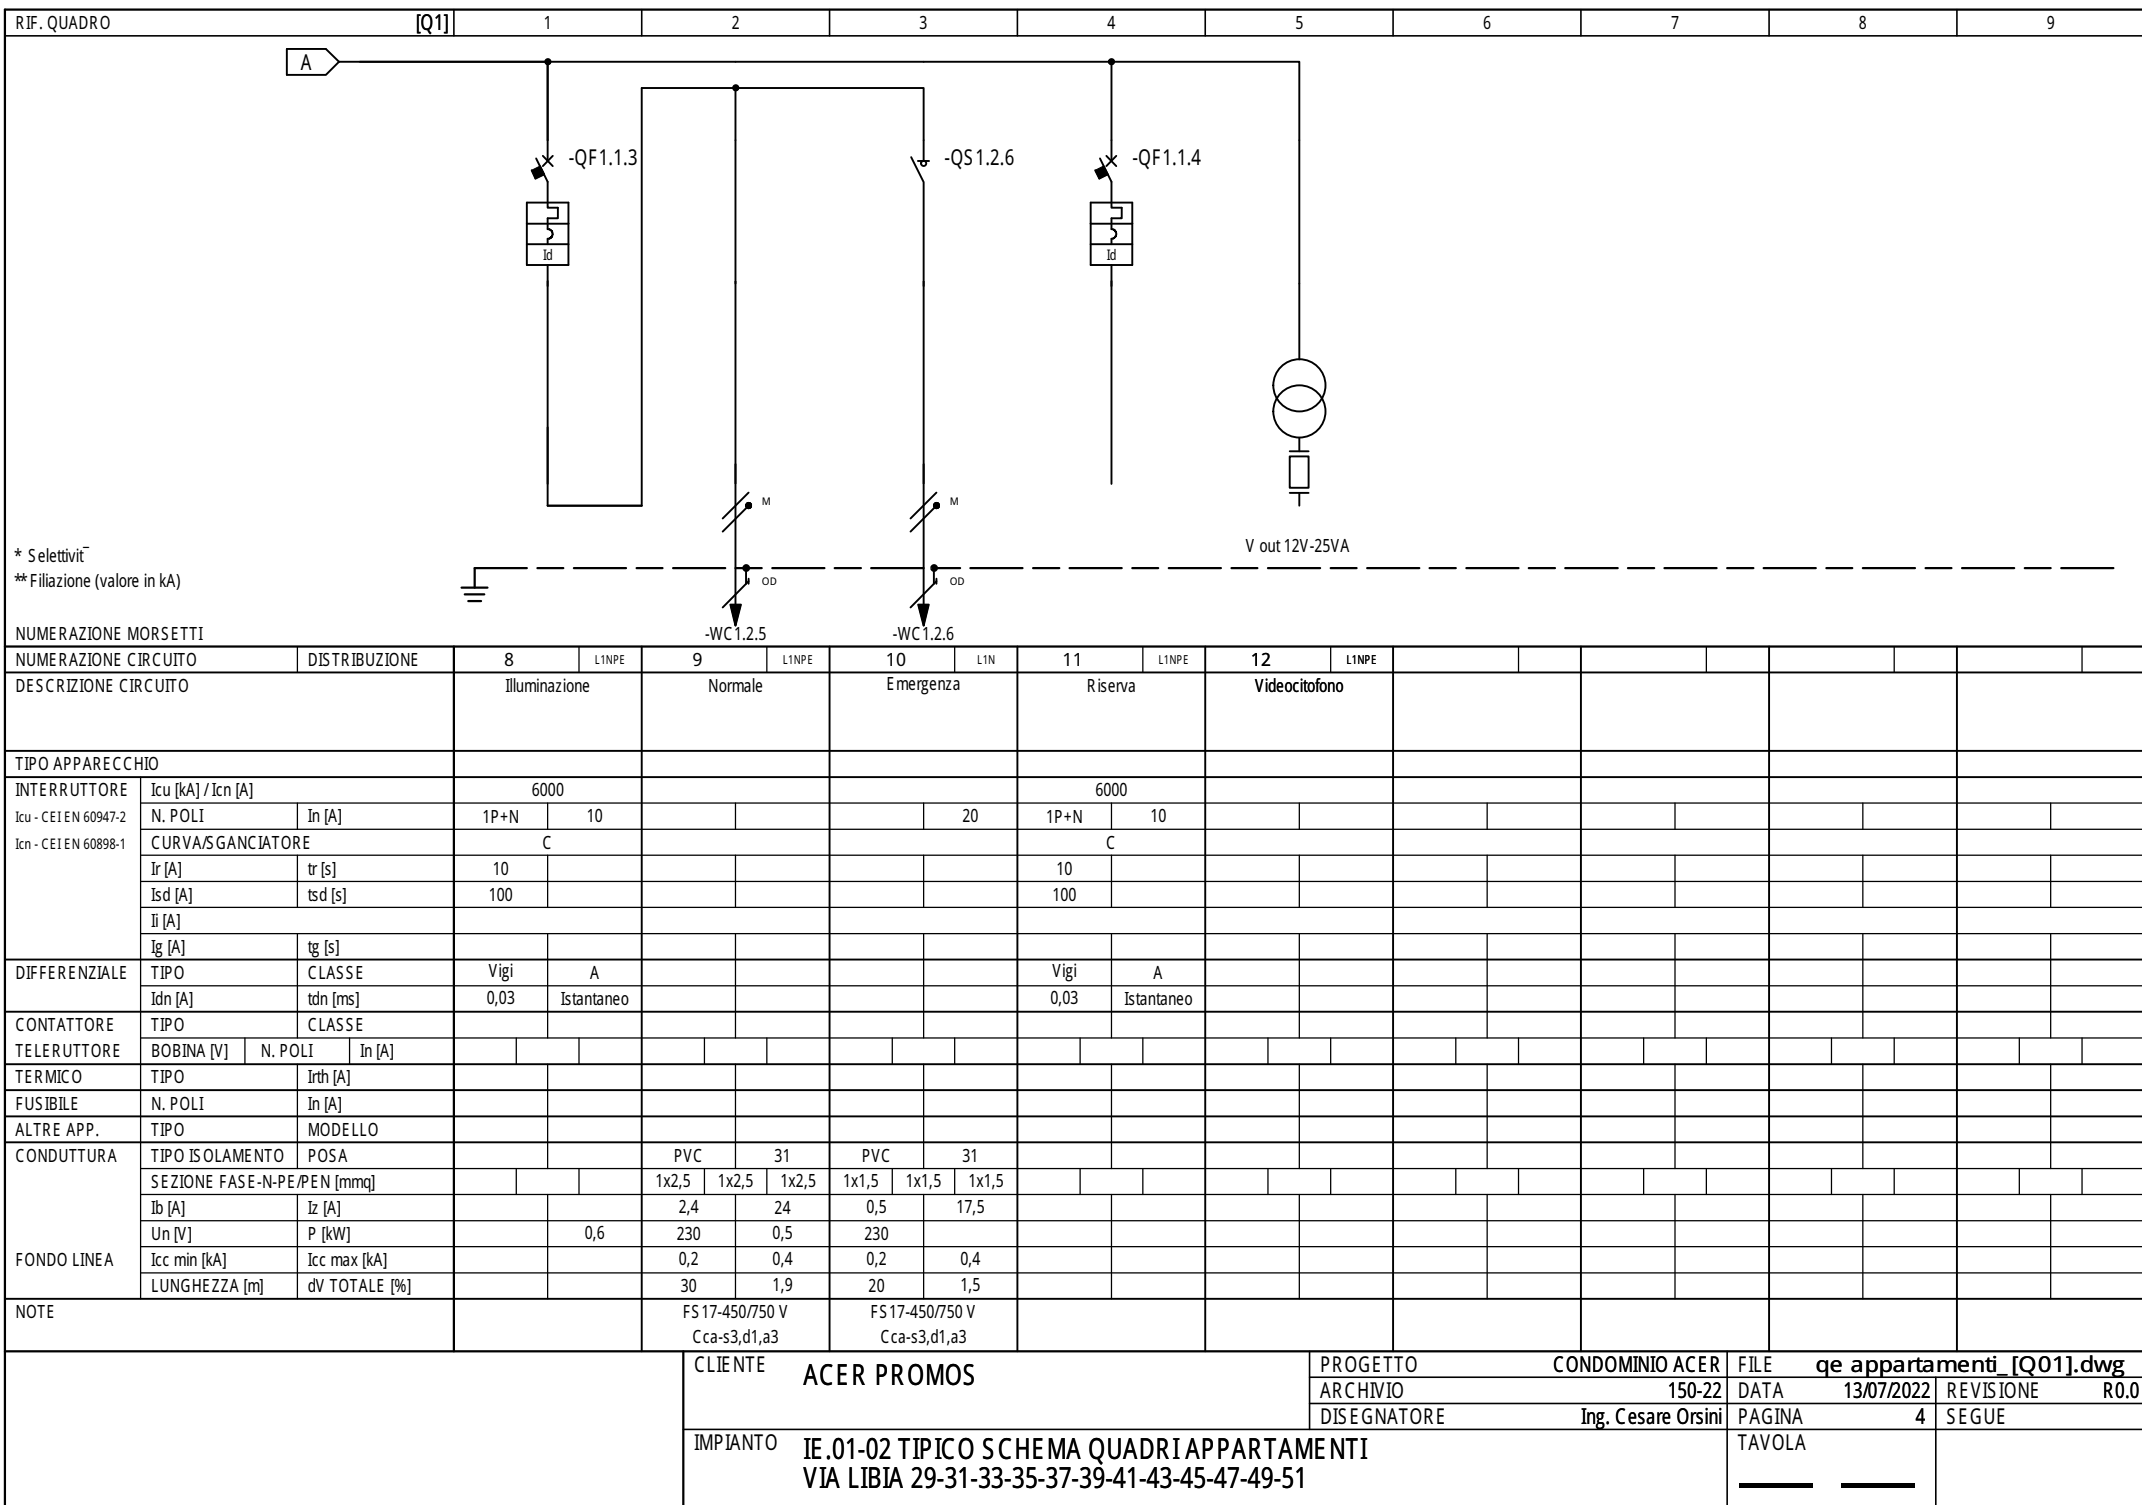 RIF. QUADRO [Q1] 1 2 3 4 5 6 7 8 9
A
-QF1.1.3 -QS1.2.6 -QF1.1.4
Id Id
M M
V out 12V-25VA
* Selettivit¯
** Filiazione (valore in kA)
OD OD
NUMERAZIONE MORSETTI -WC1.2.5 -WC1.2.6
NUMERAZIONE CIRCUITO DISTRIBUZIONE 8 L1NPE 9 L1NPE 10 L1N 11 L1NPE 12 L1NPE
DESCRIZIONE CIRCUITO Illuminazione Normale Emergenza Riserva Videocitofono
TIPO APPARECCHIO
INTERRUTTORE Icu [kA] / Icn [A] 6000 6000
Icu - CEI EN 60947-2 N. POLI In [A] 1P+N 10 20 1P+N 10
Icn - CEI EN 60898-1 CURVA/SGANCIATORE C C
Ir [A] tr [s] 10 10
Isd [A] tsd [s] 100 100
Ii [A]
Ig [A] tg [s]
DIFFERENZIALE TIPO CLASSE Vigi A Vigi A
Idn [A] tdn [ms] 0,03 Istantaneo 0,03 Istantaneo
CONTATTORE TIPO CLASSE
TELERUTTORE BOBINA [V] N. POLI In [A]
TERMICO TIPO Irth [A]
FUSIBILE N. POLI In [A]
ALTRE APP. TIPO MODELLO
CONDUTTURA TIPO ISOLAMENTO POSA PVC 31 PVC 31
SEZIONE FASE-N-PE/PEN [mmq] 1x2,5 1x2,5 1x2,5 1x1,5 1x1,5 1x1,5
Ib [A] Iz [A] 2,4 24 0,5 17,5
Un [V] P [kW] 0,6 230 0,5 230
FONDO LINEA Icc min [kA] Icc max [kA] 0,2 0,4 0,2 0,4
LUNGHEZZA [m] dV TOTALE [%] 30 1,9 20 1,5
NOTE FS17-450/750 V FS17-450/750 V
Cca-s3,d1,a3 Cca-s3,d1,a3
CLIENTE ACER PROMOS
PROGETTO CONDOMINIO ACER FILE qe appartamenti_[Q01].dwg
ARCHIVIO 150-22 DATA 13/07/2022 REVISIONE R0.0
DISEGNATORE Ing. Cesare Orsini PAGINA 4 SEGUE
IMPIANTO IE.01-02 TIPICO SCHEMA QUADRI APPARTAMENTI
VIA LIBIA 29-31-33-35-37-39-41-43-45-47-49-51
TAVOLA